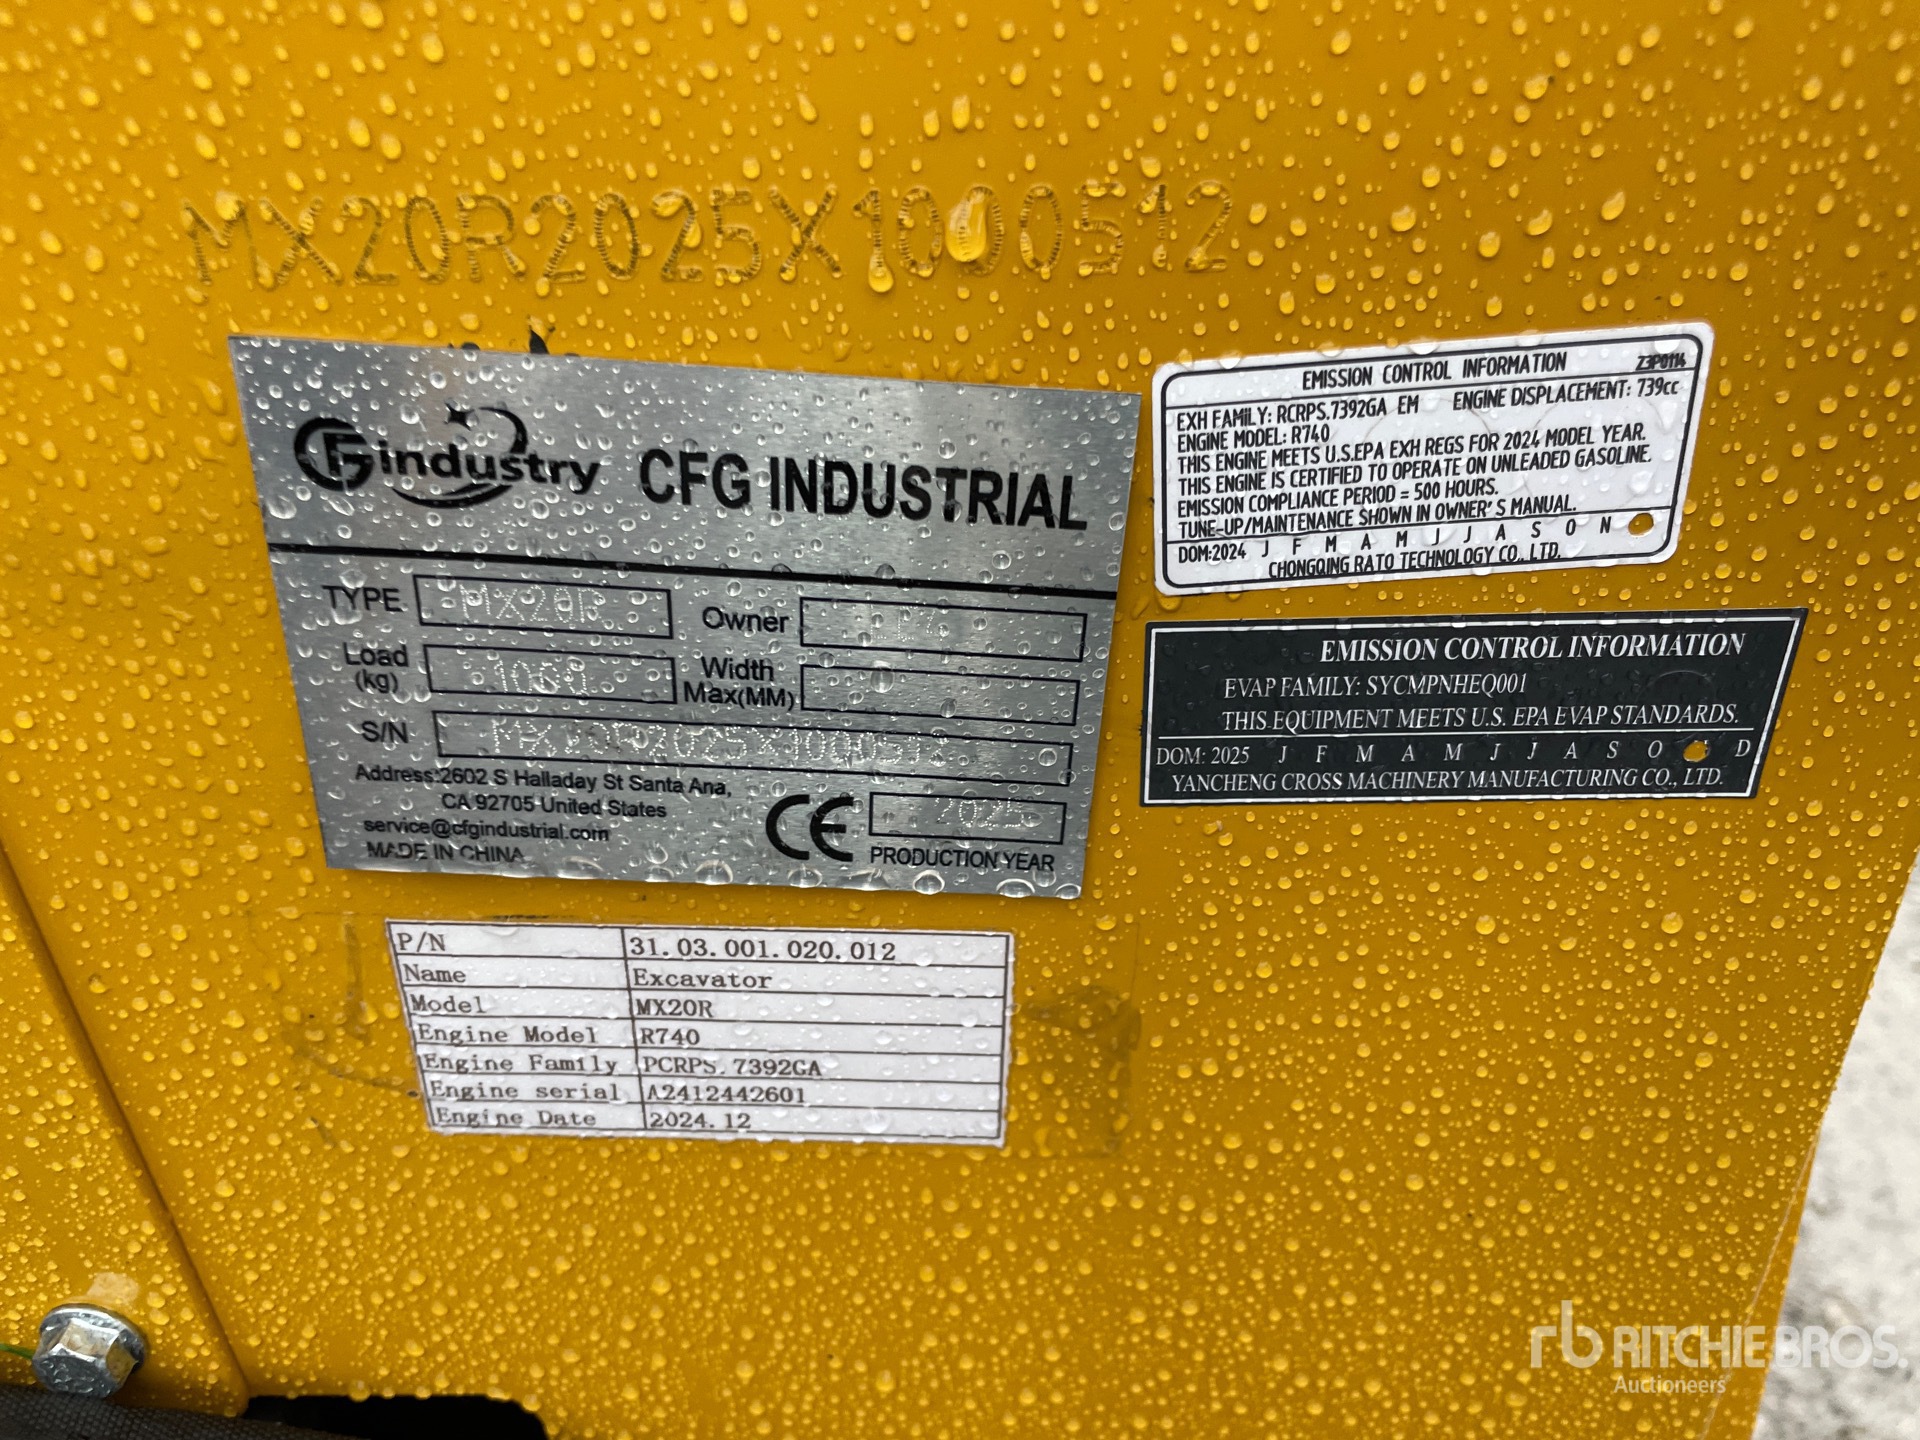 MX20R2025X1000512
CFGindustry CFG INDUSTRIAL
TYPE MX20R Owner
Load (kg) Width Max(MM)
S/N MX20R2025X1000512
Address:2602 S Halladay St Santa Ana,
CA 92705 United States
service@cfgindustrial.com
MADE IN CHINA
CE 2025
PRODUCTION YEAR
EMISSION CONTROL INFORMATION Z3P0114
EXH FAMILY: RCRPS.7392GA EM ENGINE DISPLACEMENT: 739cc
ENGINE MODEL: R740
THIS ENGINE MEETS U.S.EPA EXH REGS FOR 2024 MODEL YEAR.
THIS ENGINE IS CERTIFIED TO OPERATE ON UNLEADED GASOLINE.
EMISSION COMPLIANCE PERIOD = 500 HOURS.
TUNE-UP/MAINTENANCE SHOWN IN OWNER'S MANUAL.
DOM:2024 J F M A M J J A S O N
CHONGQING RATO TECHNOLOGY CO., LTD.
EMISSION CONTROL INFORMATION
EVAP FAMILY: SYCMPNHEQ001
THIS EQUIPMENT MEETS U.S. EPA EVAP STANDARDS.
DOM: 2025 J F M A M J J A S O D
YANCHENG CROSS MACHINERY MANUFACTURING CO., LTD.
P/N 31.03.001.020.012
Name Excavator
Model MX20R
Engine Model R740
Engine Family PCRPS.7392GA
Engine serial A2412442601
Engine Date 2024.12
rb RITCHIE BROS.
Auctioneers